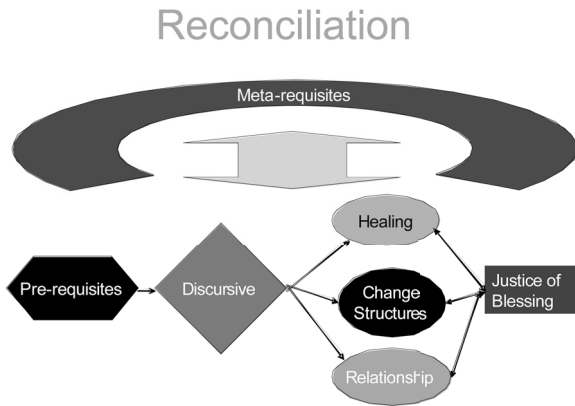 Reconciliation
Meta-requisites
Healing
Pre-requisites
Discursive
Change
Structures
Justice of
Blessing
Relationship